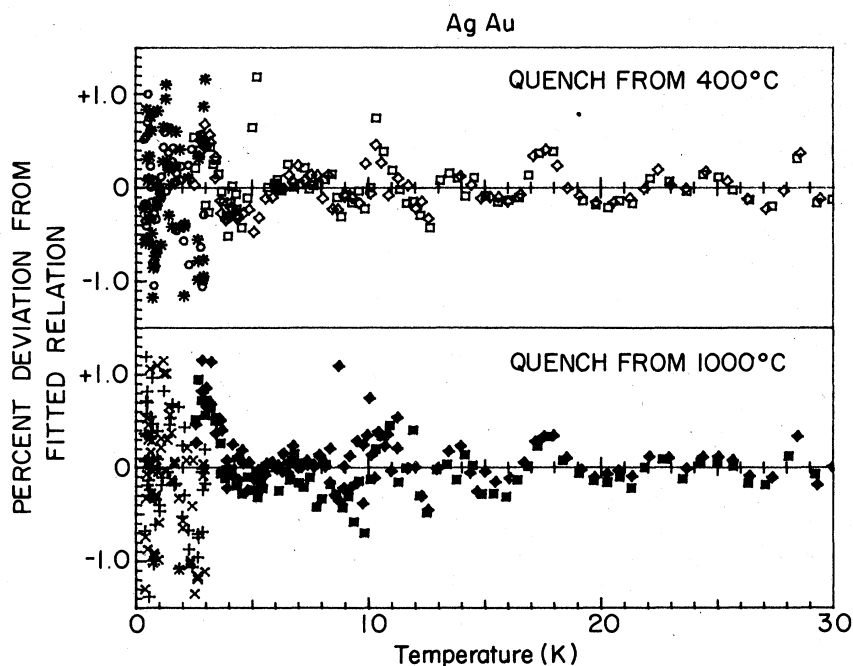 Ag Au
QUENCH FROM 400°C
+1.0
0
-1.0
PERCENT DEVIATION FROM
FITTED RELATION
QUENCH FROM 1000°C
+1.0
0
-1.0
0 10 20 30
Temperature (K)